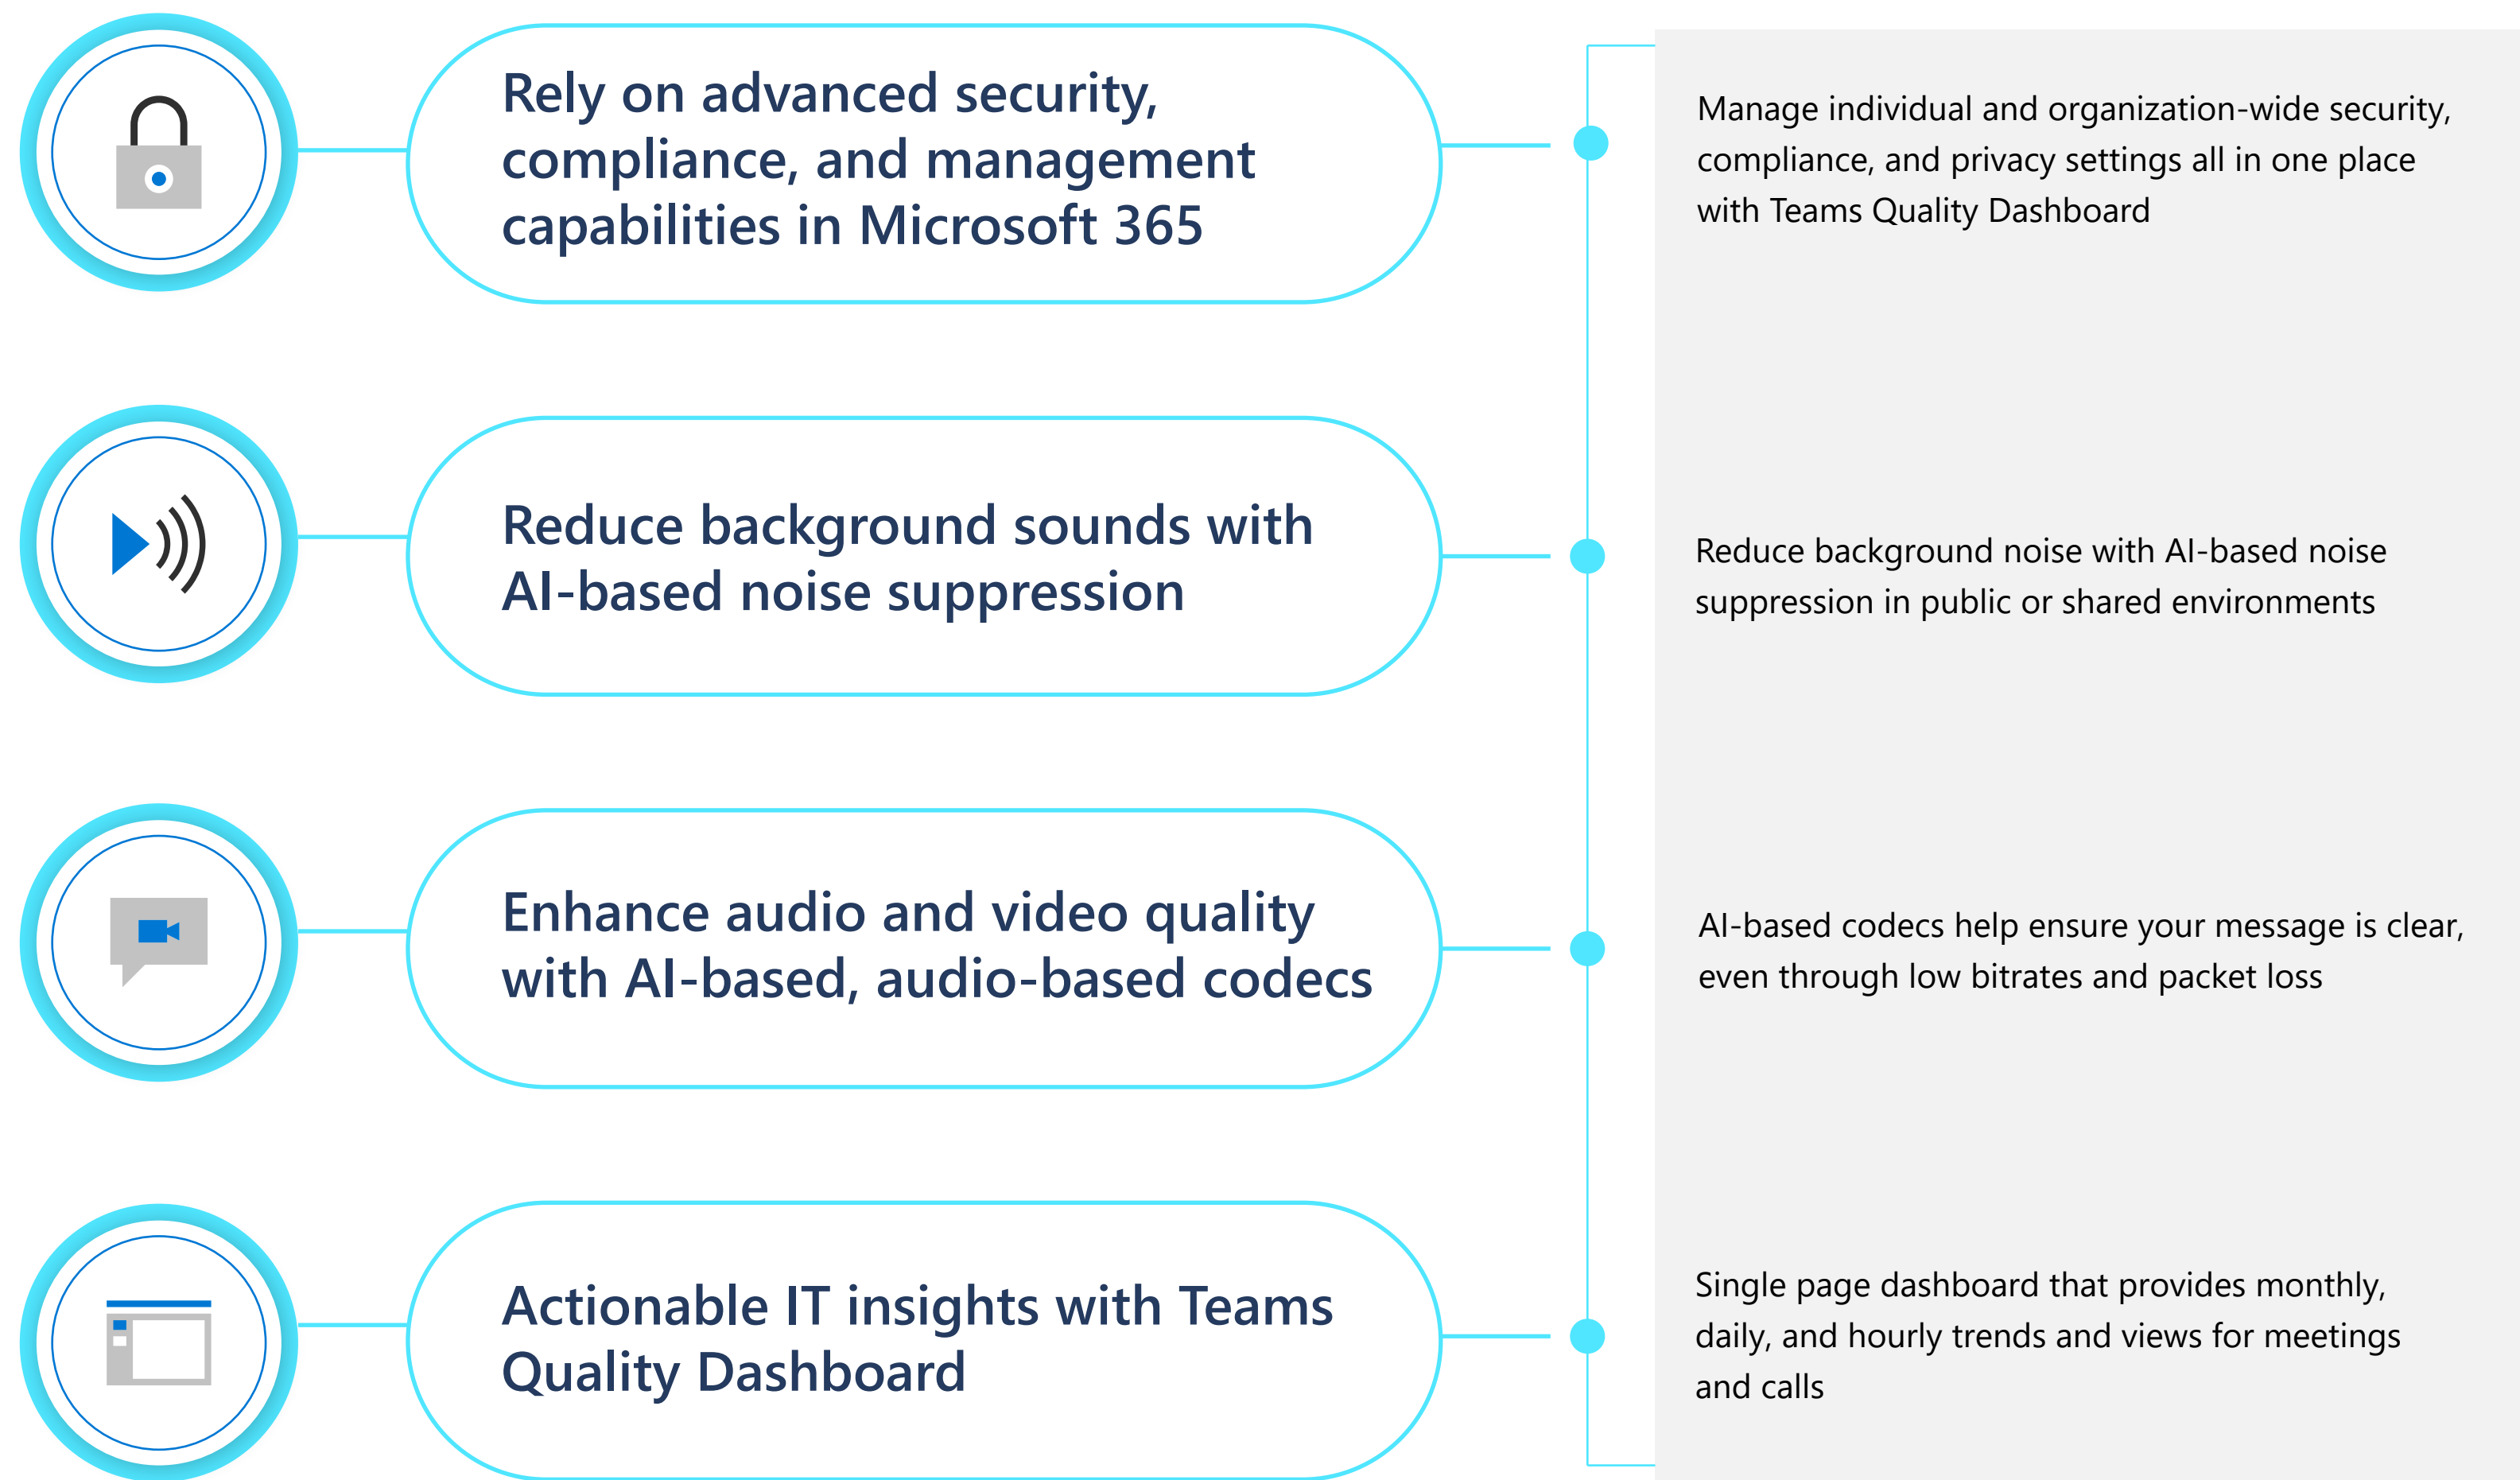 Rely on advanced security,
compliance, and management
capabilities in Microsoft 365
Manage individual and organization-wide security,
compliance, and privacy settings all in one place
with Teams Quality Dashboard
Reduce background sounds with
AI-based noise suppression
Reduce background noise with AI-based noise
suppression in public or shared environments
Enhance audio and video quality
with AI-based, audio-based codecs
AI-based codecs help ensure your message is clear,
even through low bitrates and packet loss
Actionable IT insights with Teams
Quality Dashboard
Single page dashboard that provides monthly,
daily, and hourly trends and views for meetings
and calls